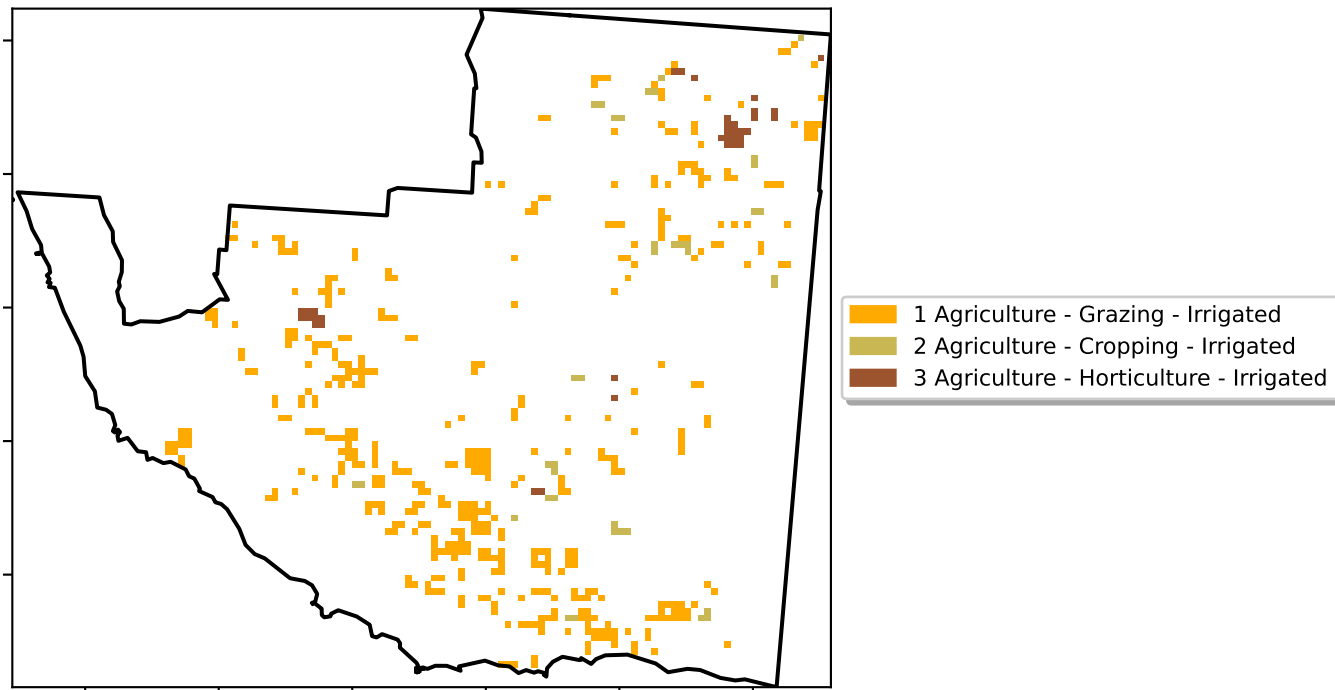 1 Agriculture - Grazing - Irrigated
2 Agriculture - Cropping - Irrigated
3 Agriculture - Horticulture - Irrigated